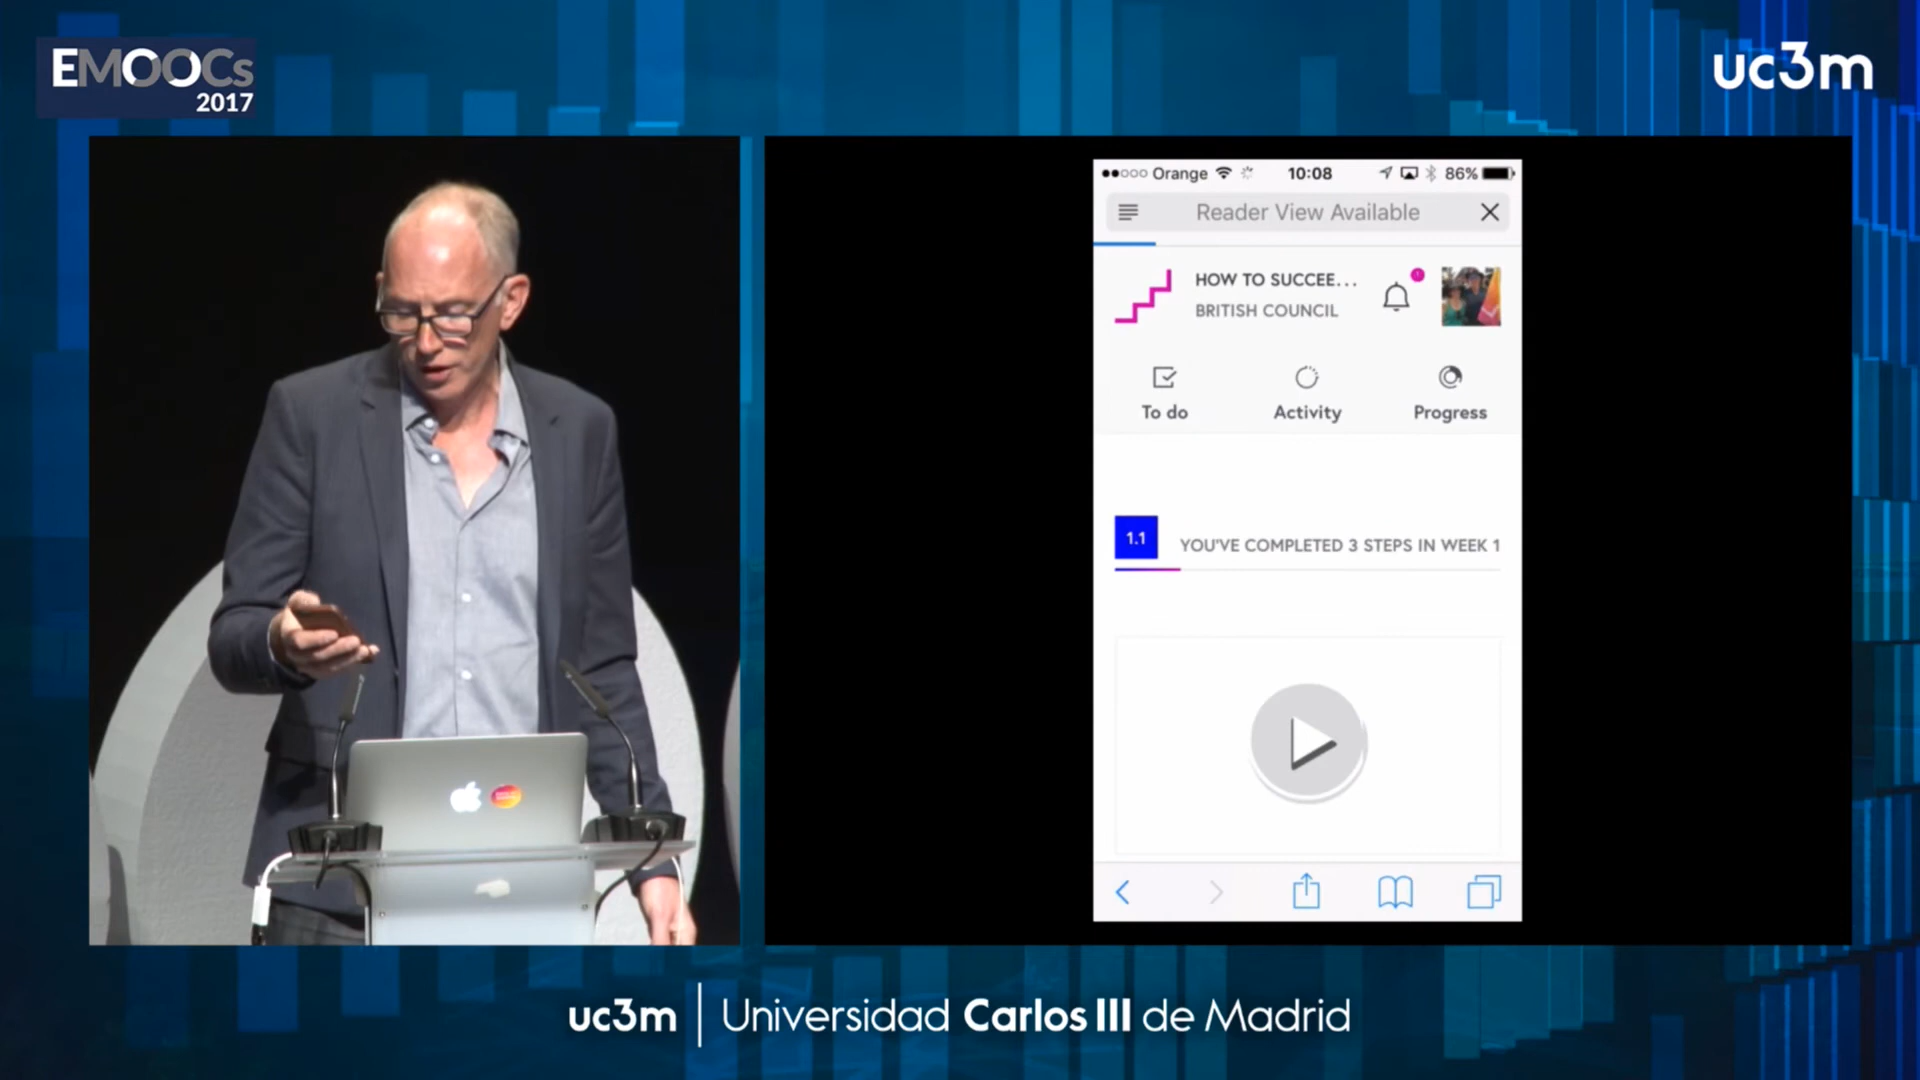 EMOOCs
2017
uc3m
Orange
10:08
86%
Reader View Available
HOW TO SUCCEE...
BRITISH COUNCIL
To do
Activity
Progress
1.1
YOU'VE COMPLETED 3 STEPS IN WEEK 1
uc3m | Universidad Carlos III de Madrid